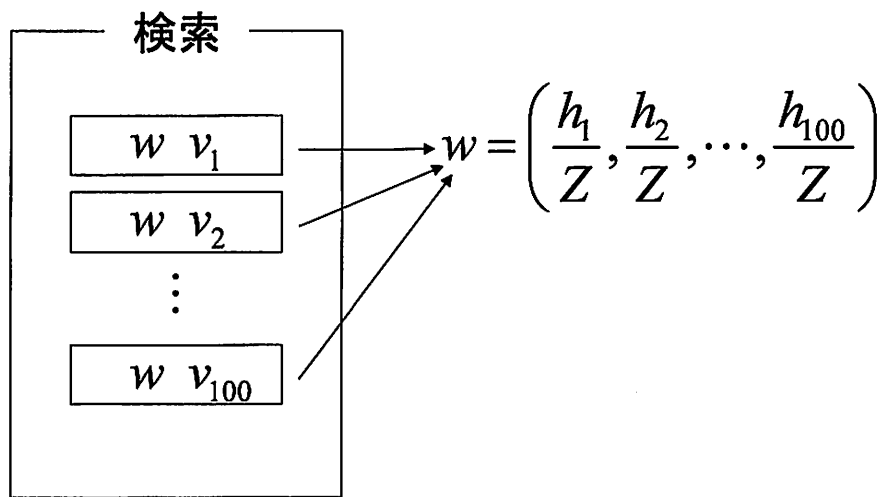 検索
w v₁
w v₂
⋮
w v₁₀₀
w = (h₁/Z, h₂/Z, ⋯, h₁₀₀/Z)